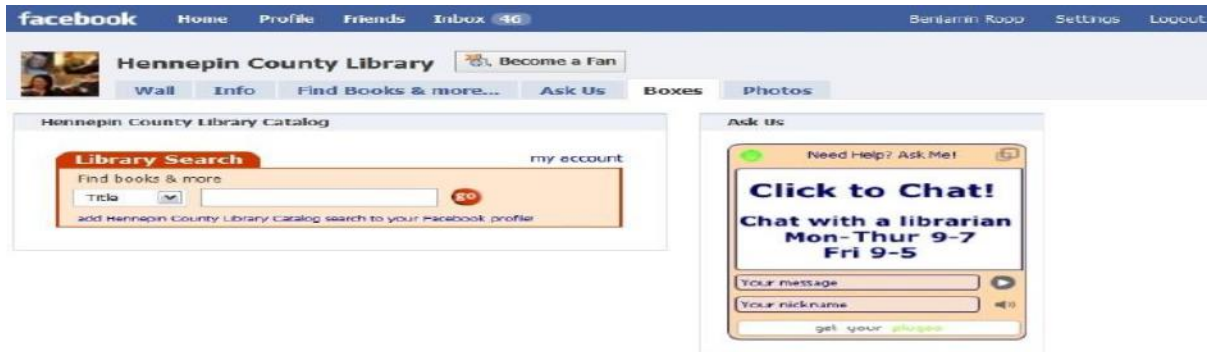 facebook Home Profile Friends Inbox 46 Benjamin Ropp Settings Logout
Hennepin County Library Become a Fan
Wall Info Find Books & more... Ask Us Boxes Photos
Hennepin County Library Catalog
Library Search my account
Find books & more
Title go
add Hennepin County Library Catalog search to your Facebook profile!
Ask Us
Need Help? Ask Me!
Click to Chat!
Chat with a librarian
Mon-Thur 9-7
Fri 9-5
Your message
Your nickname
get your plugoo